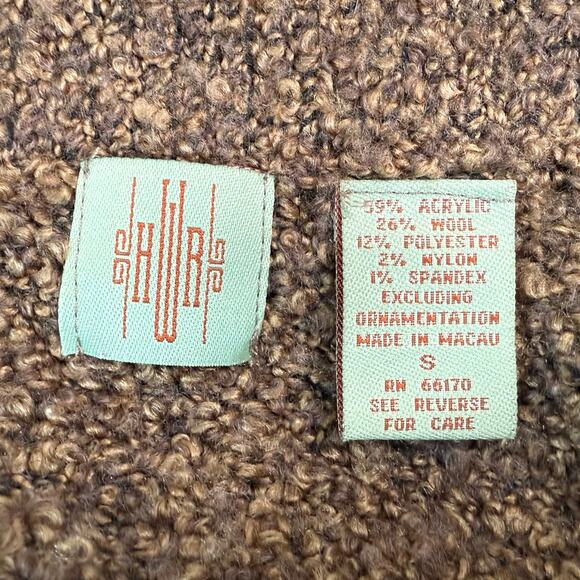 HWR
59% ACRYLIC
26% WOOL
12% POLYESTER
2% NYLON
1% SPANDEX
EXCLUDING
ORNAMENTATION
MADE IN MACAU
S
RN 66170
SEE REVERSE
FOR CARE